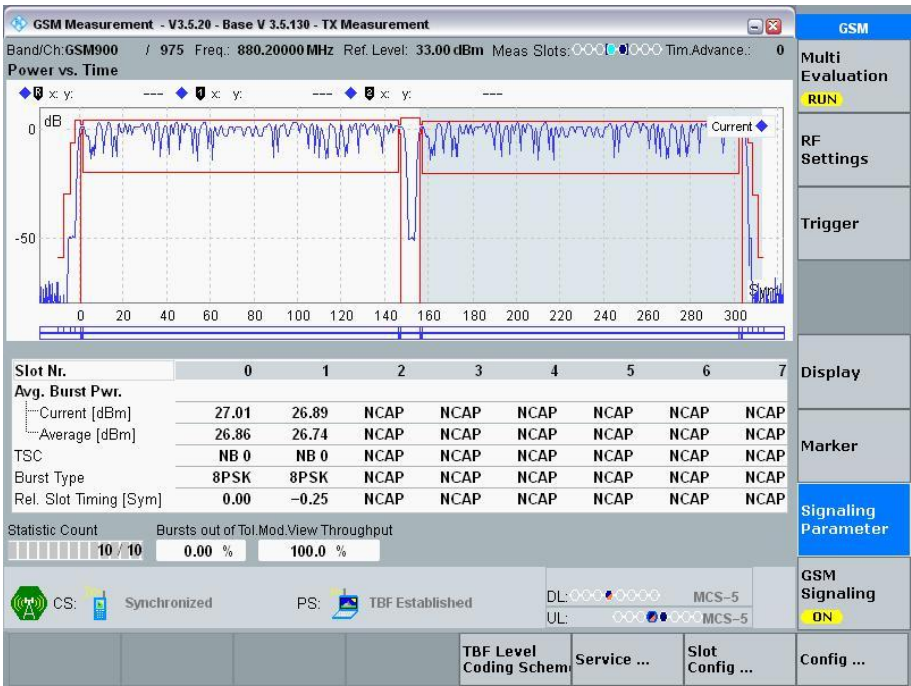 GSM Measurement - V3.5.20 - Base V 3.5.130 - TX Measurement
GSM
Band/Ch:GSM900 / 975 Freq.: 880.20000 MHz Ref. Level: 33.00 dBm Meas Slots: Tim.Advance.: 0
Power vs. Time
Multi Evaluation
RUN
R x: y: --- 1 x: y: --- 2 x: y: ---
dB
Current
0
-50
Sym
0 20 40 60 80 100 120 140 160 180 200 220 240 260 280 300
RF Settings
Trigger
Slot Nr. 0 1 2 3 4 5 6 7
Avg. Burst Pwr.
Current [dBm] 27.01 26.89 NCAP NCAP NCAP NCAP NCAP NCAP
Average [dBm] 26.86 26.74 NCAP NCAP NCAP NCAP NCAP NCAP
TSC NB 0 NB 0 NCAP NCAP NCAP NCAP NCAP NCAP
Burst Type 8PSK 8PSK NCAP NCAP NCAP NCAP NCAP NCAP
Rel. Slot Timing [Sym] 0.00 -0.25 NCAP NCAP NCAP NCAP NCAP NCAP
Display
Marker
Signaling Parameter
Statistic Count Bursts out of Tol. Mod.View Throughput
10 / 10 0.00 % 100.0 %
CS: Synchronized PS: TBF Established
DL: MCS-5
UL: MCS-5
GSM Signaling
ON
TBF Level
Coding Schem
Service ...
Slot
Config ...
Config ...